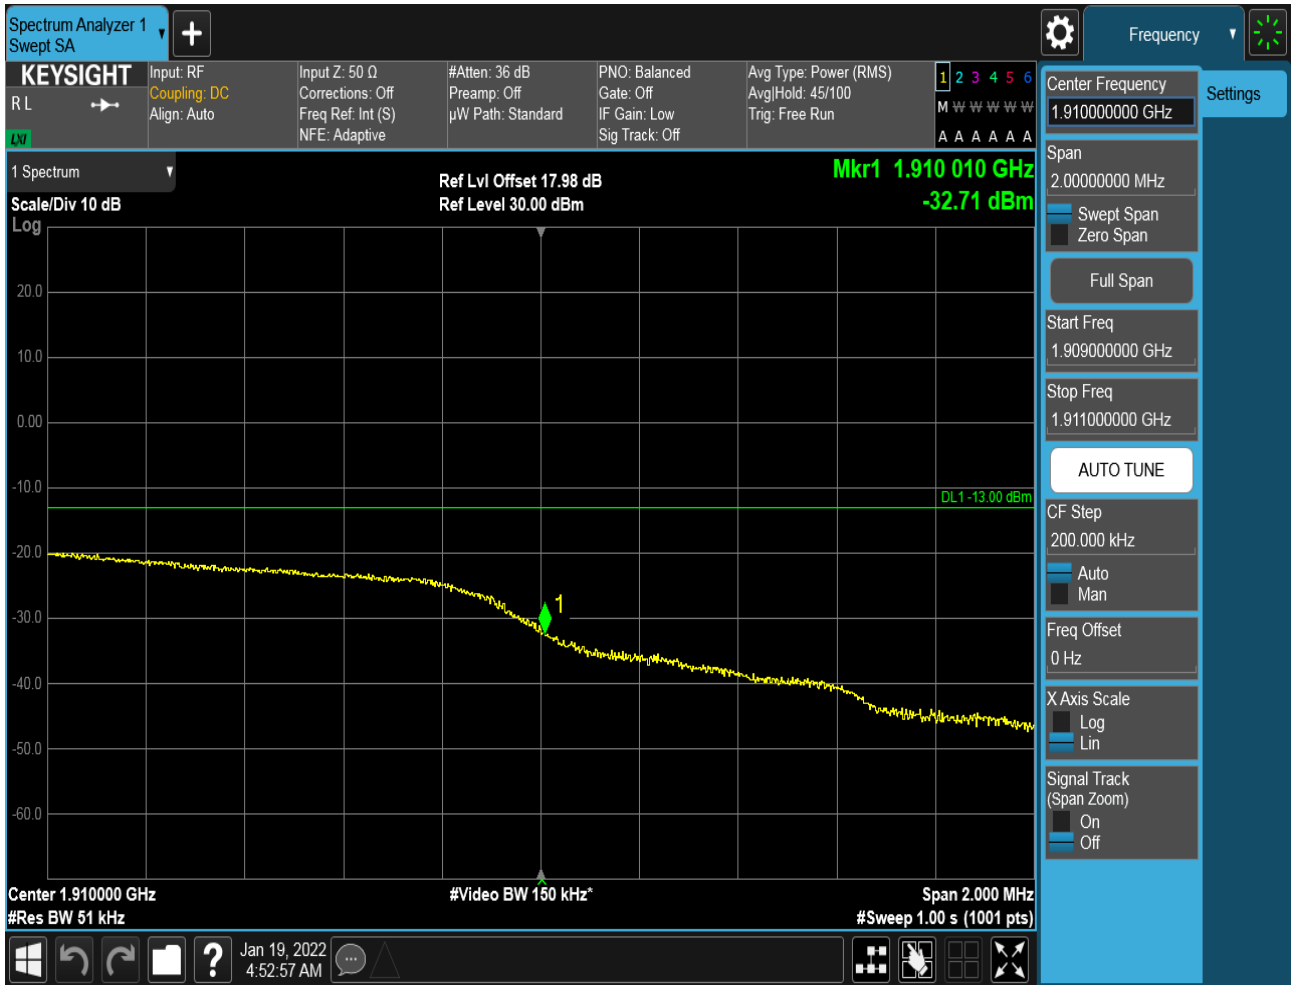 Spectrum Analyzer 1
Swept SA
Frequency
KEYSIGHT
R L
LXI
Input: RF
Coupling: DC
Align: Auto
Input Z: 50 Ω
Corrections: Off
Freq Ref: Int (S)
NFE: Adaptive
#Atten: 36 dB
Preamp: Off
µW Path: Standard
PNO: Balanced
Gate: Off
IF Gain: Low
Sig Track: Off
Avg Type: Power (RMS)
Avg|Hold: 45/100
Trig: Free Run
1 2 3 4 5 6
M W W W W W
A A A A A A
1 Spectrum
Scale/Div 10 dB
Log
Ref Lvl Offset 17.98 dB
Ref Level 30.00 dBm
Mkr1 1.910 010 GHz
-32.71 dBm
20.0
10.0
0.00
-10.0
-20.0
-30.0
-40.0
-50.0
-60.0
DL1 -13.00 dBm
1
Center 1.910000 GHz
#Res BW 51 kHz
#Video BW 150 kHz*
Span 2.000 MHz
#Sweep 1.00 s (1001 pts)
Jan 19, 2022
4:52:57 AM
Center Frequency
1.910000000 GHz
Settings
Span
2.00000000 MHz
Swept Span
Zero Span
Full Span
Start Freq
1.909000000 GHz
Stop Freq
1.911000000 GHz
AUTO TUNE
CF Step
200.000 kHz
Auto
Man
Freq Offset
0 Hz
X Axis Scale
Log
Lin
Signal Track
(Span Zoom)
On
Off